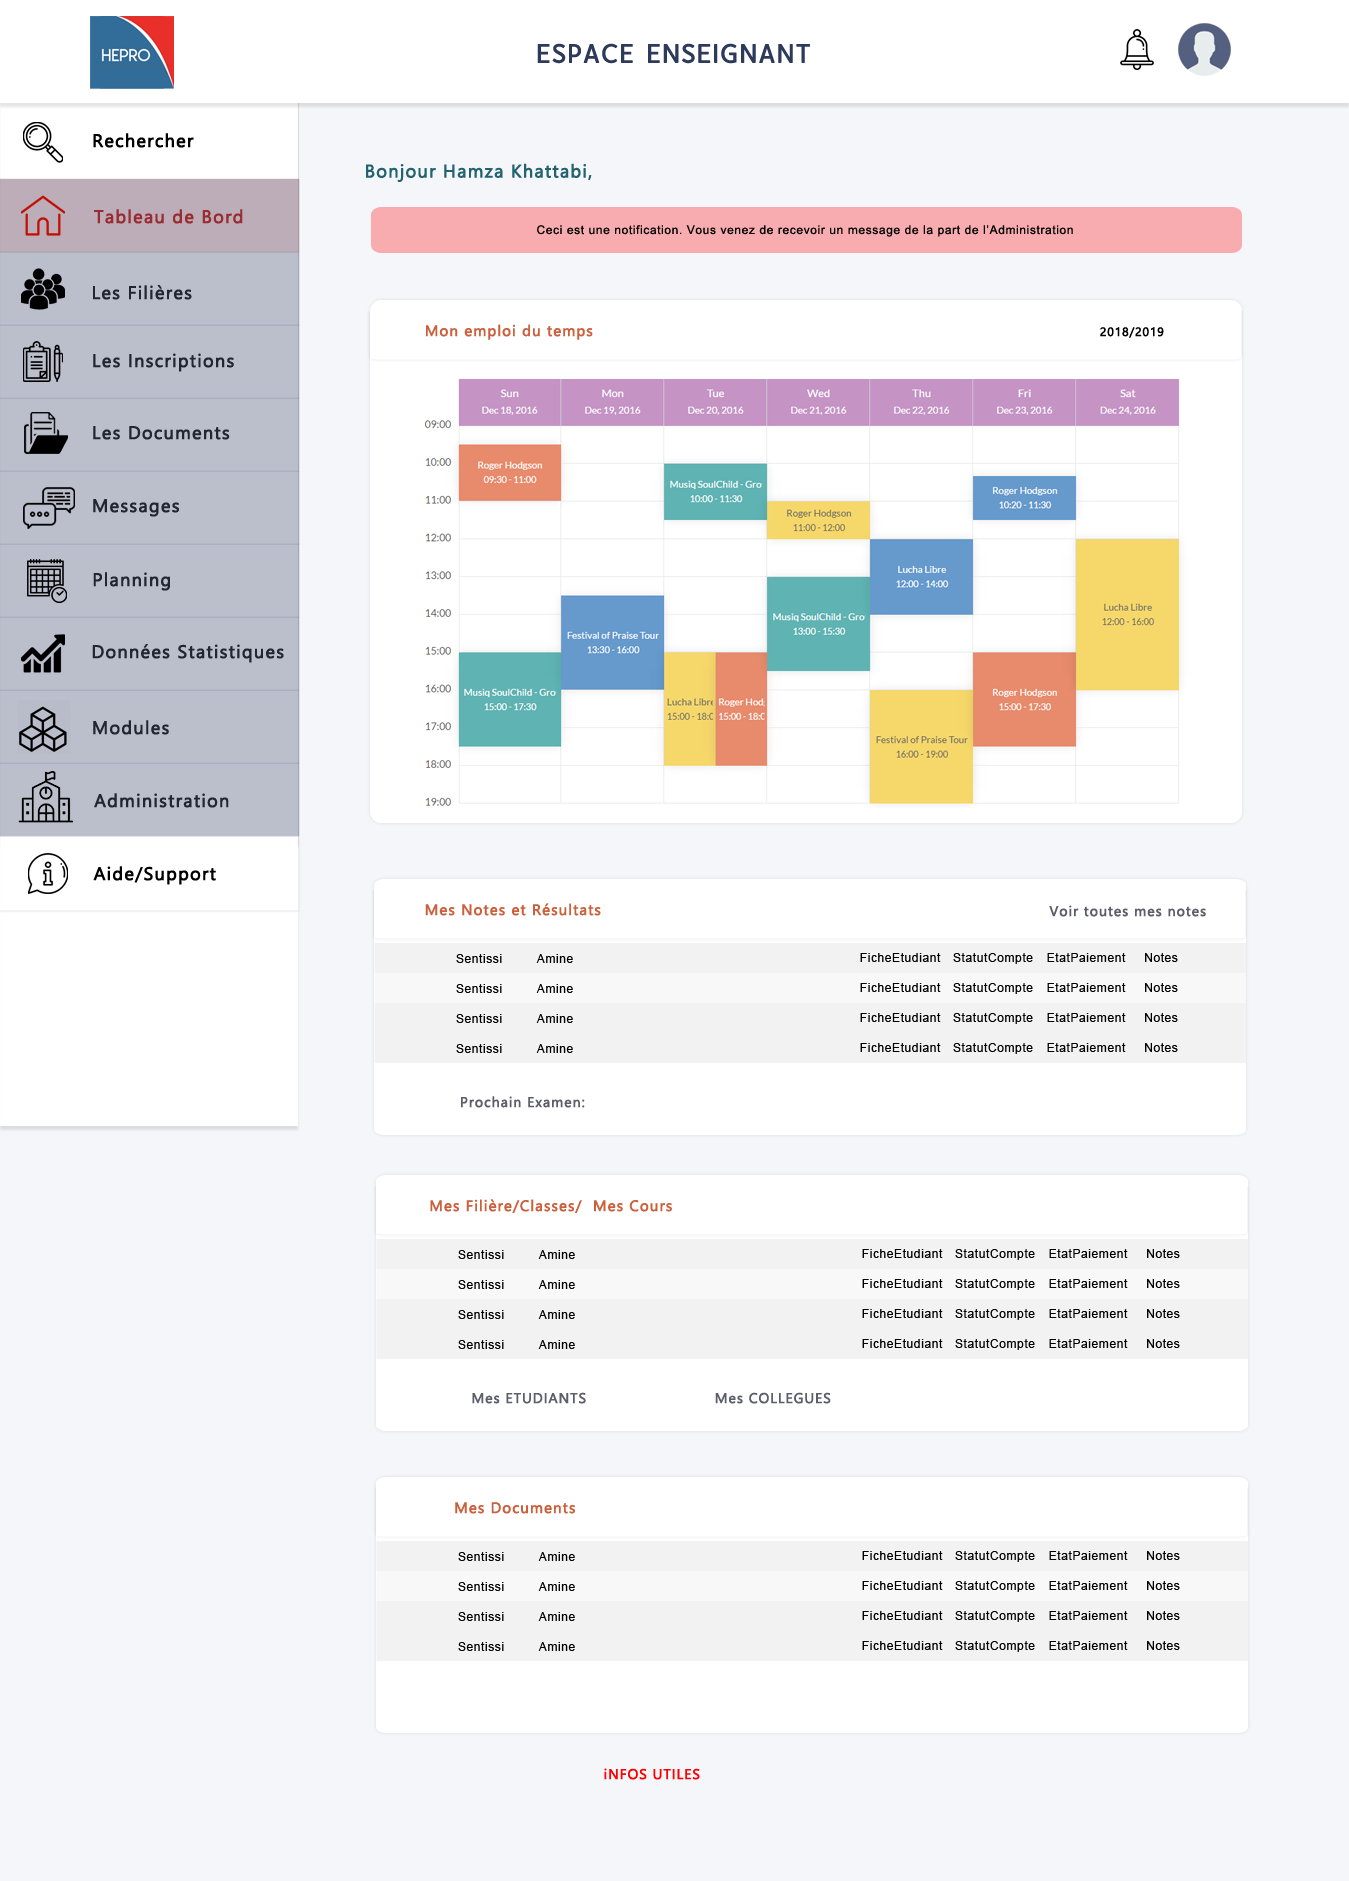 HEPRO
ESPACE ENSEIGNANT
Rechercher
Tableau de Bord
Les Filières
Les Inscriptions
Les Documents
Messages
Planning
Données Statistiques
Modules
Administration
Aide/Support
Bonjour Hamza Khattabi,
Ceci est une notification. Vous venez de recevoir un message de la part de l'Administration
Mon emploi du temps 2018/2019
Sun Mon Tue Wed Thu Fri Sat
Dec 18, 2016 Dec 19, 2016 Dec 20, 2016 Dec 21, 2016 Dec 22, 2016 Dec 23, 2016 Dec 24, 2016
09:00
10:00
11:00
12:00
13:00
14:00
15:00
16:00
17:00
18:00
19:00
Roger Hodgson
09:30 - 11:00
Musiq SoulChild - Gro
15:00 - 17:30
Festival of Praise Tour
13:30 - 16:00
Musiq SoulChild - Gro
10:00 - 11:30
Lucha Libre
15:00 - 18:0
Roger Hod
15:00 - 18:0
Roger Hodgson
11:00 - 12:00
Musiq SoulChild - Gro
13:00 - 15:30
Lucha Libre
12:00 - 14:00
Festival of Praise Tour
16:00 - 19:00
Roger Hodgson
10:20 - 11:30
Roger Hodgson
15:00 - 17:30
Lucha Libre
12:00 - 16:00
Mes Notes et Résultats Voir toutes mes notes
Sentissi Amine FicheEtudiant StatutCompte EtatPaiement Notes
Sentissi Amine FicheEtudiant StatutCompte EtatPaiement Notes
Sentissi Amine FicheEtudiant StatutCompte EtatPaiement Notes
Sentissi Amine FicheEtudiant StatutCompte EtatPaiement Notes
Prochain Examen:
Mes Filière/Classes/ Mes Cours
Sentissi Amine FicheEtudiant StatutCompte EtatPaiement Notes
Sentissi Amine FicheEtudiant StatutCompte EtatPaiement Notes
Sentissi Amine FicheEtudiant StatutCompte EtatPaiement Notes
Sentissi Amine FicheEtudiant StatutCompte EtatPaiement Notes
Mes ETUDIANTS Mes COLLEGUES
Mes Documents
Sentissi Amine FicheEtudiant StatutCompte EtatPaiement Notes
Sentissi Amine FicheEtudiant StatutCompte EtatPaiement Notes
Sentissi Amine FicheEtudiant StatutCompte EtatPaiement Notes
Sentissi Amine FicheEtudiant StatutCompte EtatPaiement Notes
iNFOS UTILES